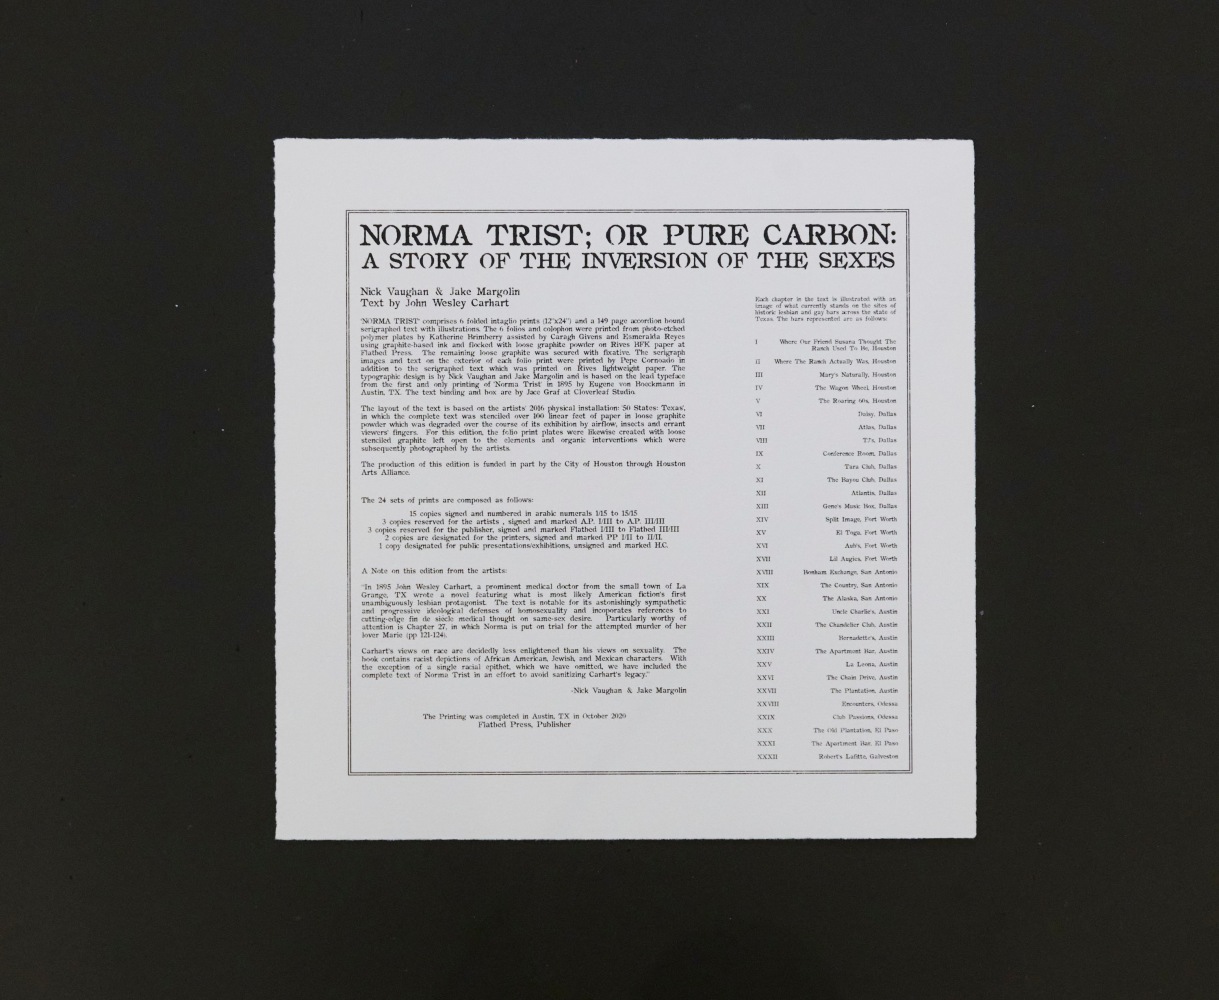 NORMA TRIST; OR PURE CARBON:
A STORY OF THE INVERSION OF THE SEXES
Nick Vaughan & Jake Margolin
Text by John Wesley Carhart
'NORMA TRIST' comprises 6 folded intaglio prints (12"x24") and a 149 page accordion bound
serigraphed text with illustrations. The 6 folios and colophon were printed from photo-etched
polymer plates by Katherine Brimberry assisted by Caragh Givens and Esmeralda Reyes
using graphite-based ink and flocked with loose graphite powder on Rives BFK paper at
Flatbed Press. The remaining loose graphite was secured with fixative. The serigraph
images and text on the exterior of each folio print were printed by Pepe Coronado in
addition to the serigraphed text which was printed on Rives lightweight paper. The
typographic design is by Nick Vaughan and Jake Margolin and is based on the lead typeface
from the first and only printing of 'Norma Trist' in 1895 by Eugene von Boeckmann in
Austin, TX. The text binding and box are by Jace Graf at Cloverleaf Studio.
The layout of the text is based on the artists' 2016 physical installation: 50 States: Texas',
in which the complete text was stenciled over 100 linear feet of paper in loose graphite
powder which was degraded over the course of its exhibition by airflow, insects and errant
viewers' fingers. For this edition, the folio print plates were likewise created with loose
stenciled graphite left open to the elements and organic interventions which were
subsequently photographed by the artists.
The production of this edition is funded in part by the City of Houston through Houston
Arts Alliance.
The 24 sets of prints are composed as follows:
15 copies signed and numbered in arabic numerals 1/15 to 15/15
3 copies reserved for the artists , signed and marked A.P. I/III to A.P. III/III
3 copies reserved for the publisher, signed and marked Flatbed I/III to Flatbed III/III
2 copies are designated for the printers, signed and marked PP I/II to II/II.
1 copy designated for public presentations/exhibitions, unsigned and marked H.C.
A Note on this edition from the artists:
"In 1895 John Wesley Carhart, a prominent medical doctor from the small town of La
Grange, TX wrote a novel featuring what is most likely American fiction's first
unambiguously lesbian protagonist. The text is notable for its astonishingly sympathetic
and progressive ideological defenses of homosexuality and incoporates references to
cutting-edge fin de siècle medical thought on same-sex desire. Particularly worthy of
attention is Chapter 27, in which Norma is put on trial for the attempted murder of her
lover Marie (pp 121-124).
Carhart's views on race are decidedly less enlightened than his views on sexuality. The
book contains racist depictions of African American, Jewish, and Mexican characters. With
the exception of a single racial epithet, which we have omitted, we have included the
complete text of Norma Trist in an effort to avoid sanitizing Carhart's legacy."
-Nick Vaughan & Jake Margolin
The Printing was completed in Austin, TX in October 2020
Flatbed Press, Publisher
Each chapter in the text is illustrated with an
image of what currently stands on the sites of
historic lesbian and gay bars across the state of
Texas. The bars represented are as follows:
I Where Our Friend Susana Thought The
Ranch Used To Be, Houston
II Where The Ranch Actually Was, Houston
III Mary's Naturally, Houston
IV The Wagon Wheel, Houston
V The Roaring 60s, Houston
VI Daisy, Dallas
VII Atlas, Dallas
VIII TJ's, Dallas
IX Conference Room, Dallas
X Tara Club, Dallas
XI The Bayou Club, Dallas
XII Atlantis, Dallas
XIII Gene's Music Box, Dallas
XIV Split Image, Fort Worth
XV El Toga, Fort Worth
XVI Aub's, Fort Worth
XVII Lil Augies, Fort Worth
XVIII Bonham Exchange, San Antonio
XIX The Country, San Antonio
XX The Alaska, San Antonio
XXI Uncle Charlie's, Austin
XXII The Chandelier Club, Austin
XXIII Bernadette's, Austin
XXIV The Apartment Bar, Austin
XXV La Leona, Austin
XXVI The Chain Drive, Austin
XXVII The Plantation, Austin
XXVIII Encounters, Odessa
XXIX Club Passions, Odessa
XXX The Old Plantation, El Paso
XXXI The Apartment Bar, El Paso
XXXII Robert's Lafitte, Galveston